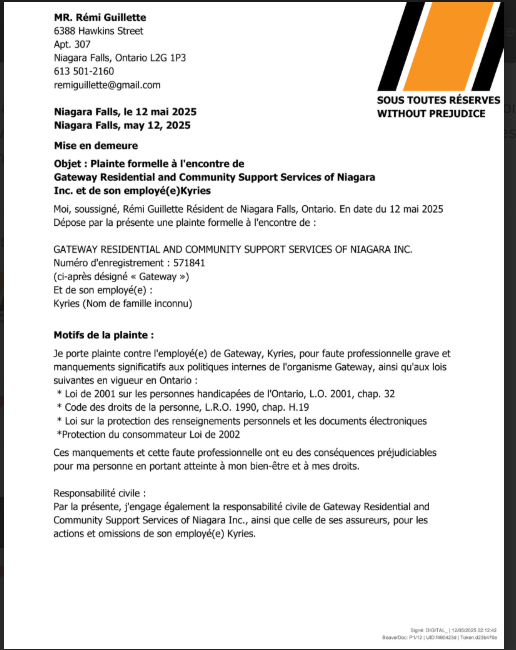 MR. Rémi Guillette
6388 Hawkins Street
Apt. 307
Niagara Falls, Ontario L2G 1P3
613 501-2160
remiguillette@gmail.com
SOUS TOUTES RÉSERVES
WITHOUT PREJUDICE
Niagara Falls, le 12 mai 2025
Niagara Falls, may 12, 2025
Mise en demeure
Objet : Plainte formelle à l'encontre de
Gateway Residential and Community Support Services of Niagara
Inc. et de son employé(e)Kyries
Moi, soussigné, Rémi Guillette Résident de Niagara Falls, Ontario. En date du 12 mai 2025
Dépose par la présente une plainte formelle à l'encontre de :
GATEWAY RESIDENTIAL AND COMMUNITY SUPPORT SERVICES OF NIAGARA INC.
Numéro d'enregistrement : 571841
(ci-après désigné « Gateway »)
Et de son employé(e) :
Kyries (Nom de famille inconnu)
Motifs de la plainte :
Je porte plainte contre l'employé(e) de Gateway, Kyries, pour faute professionnelle grave et
manquements significatifs aux politiques internes de l'organisme Gateway, ainsi qu'aux lois
suivantes en vigueur en Ontario :
* Loi de 2001 sur les personnes handicapées de l'Ontario, L.O. 2001, chap. 32
* Code des droits de la personne, L.R.O. 1990, chap. H.19
* Loi sur la protection des renseignements personnels et les documents électroniques
*Protection du consommateur Loi de 2002
Ces manquements et cette faute professionnelle ont eu des conséquences préjudiciables
pour ma personne en portant atteinte à mon bien-être et à mes droits.
Responsabilité civile :
Par la présente, j'engage également la responsabilité civile de Gateway Residential and
Community Support Services of Niagara Inc., ainsi que celle de ses assureurs, pour les
actions et omissions de son employé(e) Kyries.
Signé: DIGITAL_ | 12/05/2025 02:12:42
BeaverDoc: P1/12 | UID:f460423d | Token:d23b478e